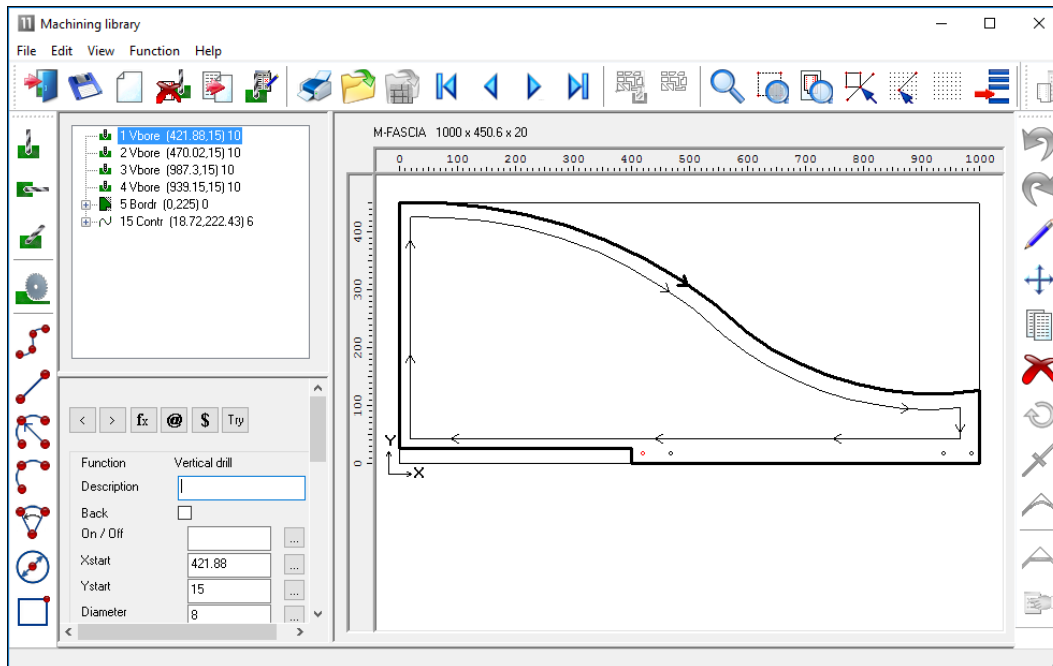 Machining library
File Edit View Function Help
1 Vbore (421.88,15) 10
2 Vbore (470.02,15) 10
3 Vbore (987.3,15) 10
4 Vbore (939.15,15) 10
5 Bordr (0,225) 0
15 Contr (18.72,222.43) 6
< > fx @ $ Try
Function Vertical drill
Description
Back
On / Off ...
Xstart 421.88 ...
Ystart 15 ...
Diameter 8 ...
M-FASCIA 1000 x 450.6 x 20
0 100 200 300 400 500 600 700 800 900 1000
400
300
200
100
0
Y
X